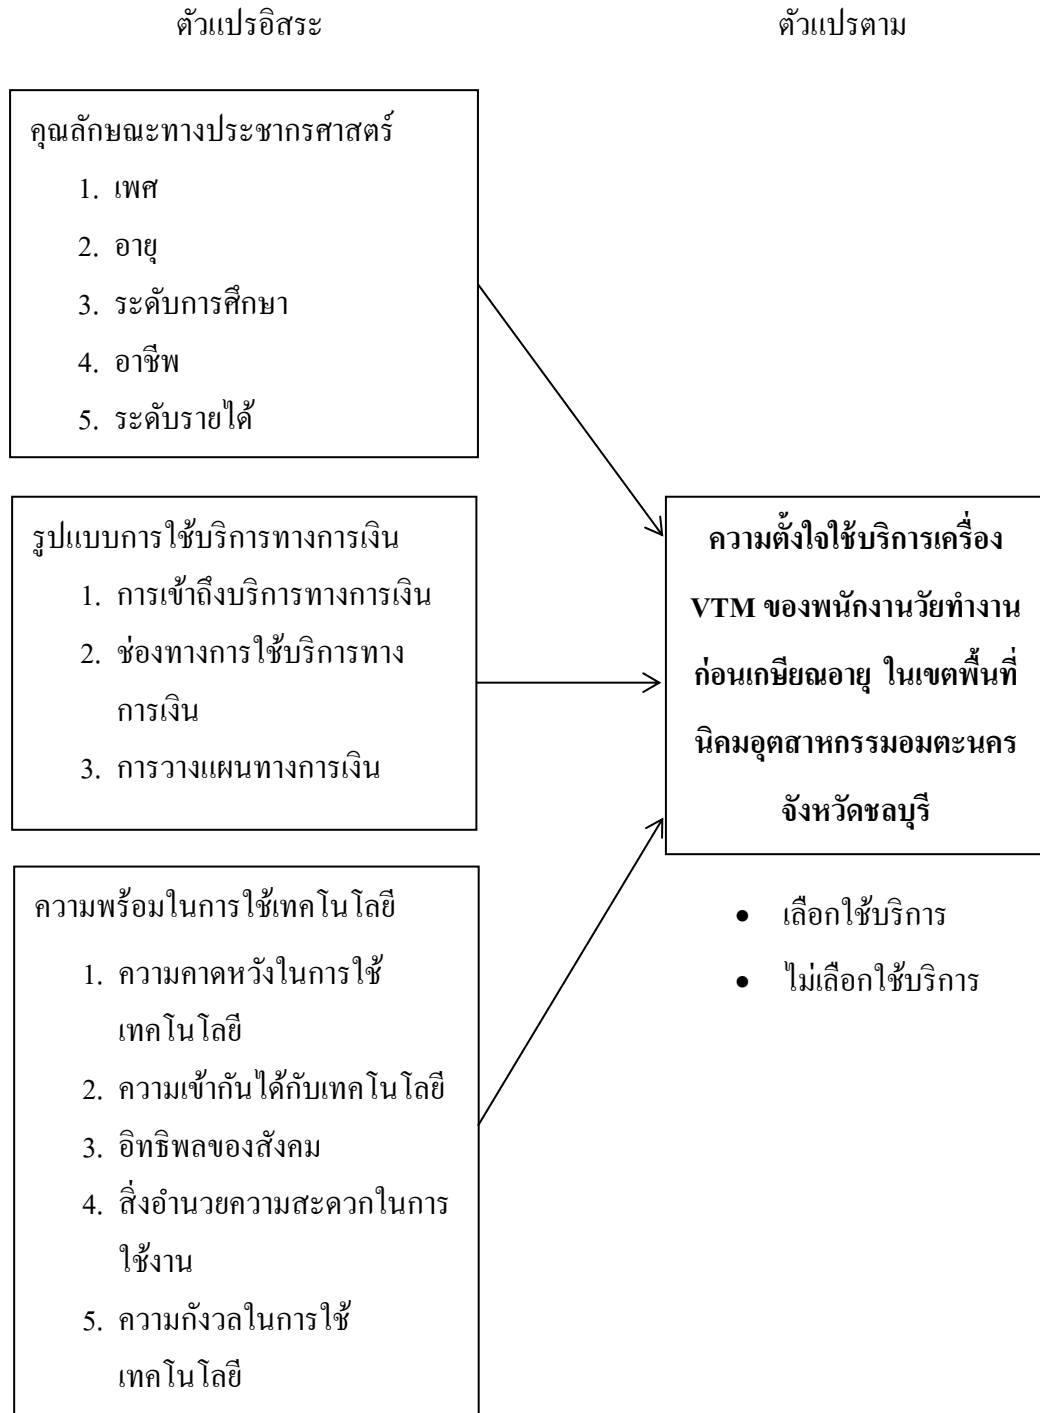 ตัวแปรอิสระ
ตัวแปรตาม
คุณลักษณะทางประชากรศาสตร์
1. เพศ
2. อายุ
3. ระดับการศึกษา
4. อาชีพ
5. ระดับรายได้
รูปแบบการใช้บริการทางการเงิน
1. การเข้าถึงบริการทางการเงิน
2. ช่องทางการใช้บริการทาง
การเงิน
3. การวางแผนทางการเงิน
ความพร้อมในการใช้เทคโนโลยี
1. ความคาดหวังในการใช้
เทคโนโลยี
2. ความเข้ากันได้กับเทคโนโลยี
3. อิทธิพลของสังคม
4. สิ่งอำนวยความสะดวกในการ
ใช้งาน
5. ความกังวลในการใช้
เทคโนโลยี
ความตั้งใจใช้บริการเครื่อง
VTM ของพนักงานวัยทำงาน
ก่อนเกษียณอายุ ในเขตพื้นที่
นิคมอุตสาหกรรมอมตะนคร
จังหวัดชลบุรี
• เลือกใช้บริการ
• ไม่เลือกใช้บริการ